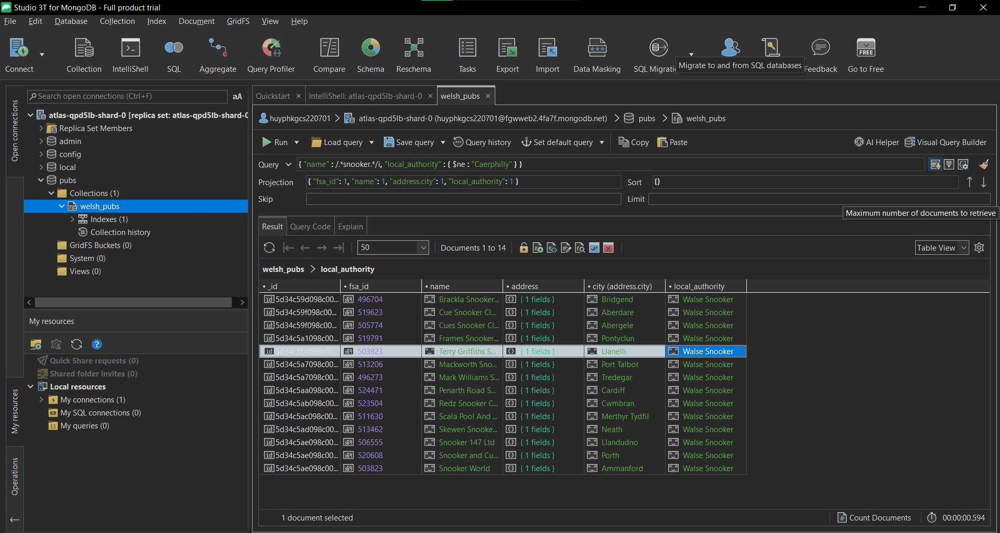 Studio 3T for MongoDB - Full product trial
File Edit Database Collection Index Document GridFS View Help
Connect Collection IntelliShell SQL Aggregate Query Profiler Compare Schema Reschema Tasks Export Import Data Masking SQL Migrati Feedback Go to Free
FREE
Migrate to and from SQL databases
Open connections
My resources
Operations
Search open connections (Ctrl+F) aA
atlas-qpd5lb-shard-0 [replica set: atlas-qpd5lb-shard-0
Replica Set Members
admin
config
local
pubs
Collections (1)
welsh_pubs
Indexes (1)
Collection history
GridFS Buckets (0)
System (0)
Views (0)
My resources
Quick Share requests (0)
Shared folder invites (0)
Local resources
My connections (1)
My SQL connections (0)
My queries (0)
Quickstart IntelliShell: atlas-qpd5lb-shard-0 welsh_pubs
huyphkgcs220701 atlas-qpd5lb-shard-0 (huyphkgcs220701@fgwweb2.4fa7f.mongodb.net) pubs welsh_pubs
Run Load query Save query Query history Set default query Copy Paste AI Helper Visual Query Builder
Query { "name" : /.*snooker.*/i, "local_authority" : { $ne : "Caerphilly" } }
Projection { "fsa_id": 1, "name": 1, "address.city": 1, "local_authority": 1 } Sort {}
Skip Limit
Maximum number of documents to retrieve
Result Query Code Explain
50 Documents 1 to 14 Table View
welsh_pubs > local_authority
_id fsa_id name address city (address.city) local_authority
5d34c59d098c00... 496704 Brackla Snooker... { 1 fields } Bridgend Walse Snooker
5d34c59f098c00... 519623 Cue Snooker Cl... { 1 fields } Aberdare Walse Snooker
5d34c59f098c00... 505774 Cues Snooker Cl... { 1 fields } Abergele Walse Snooker
5d34c5a1098c00... 519791 Frames Snooker... { 1 fields } Pontyclun Walse Snooker
5d34c5b4098c00... 503923 Terry Griffiths S... { 1 fields } Llanelli Walse Snooker
5d34c5a7098c00... 513206 Mackworth Sno... { 1 fields } Port Talbot Walse Snooker
5d34c5a7098c00... 496273 Mark Williams S... { 1 fields } Tredegar Walse Snooker
5d34c5aa098c00... 524471 Penarth Road S... { 1 fields } Cardiff Walse Snooker
5d34c5ab098c00... 523504 Redz Snooker C... { 1 fields } Cwmbran Walse Snooker
5d34c5ac098c00... 511630 Scala Pool And ... { 1 fields } Merthyr Tydfil Walse Snooker
5d34c5ad098c00... 513462 Skewen Snooke... { 1 fields } Neath Walse Snooker
5d34c5ae098c00... 506555 Snooker 147 Ltd { 1 fields } Llandudno Walse Snooker
5d34c5ae098c00... 520608 Snooker and Cu... { 1 fields } Porth Walse Snooker
5d34c5ae098c00... 503823 Snooker World { 1 fields } Ammanford Walse Snooker
1 document selected Count Documents 00:00:00.594